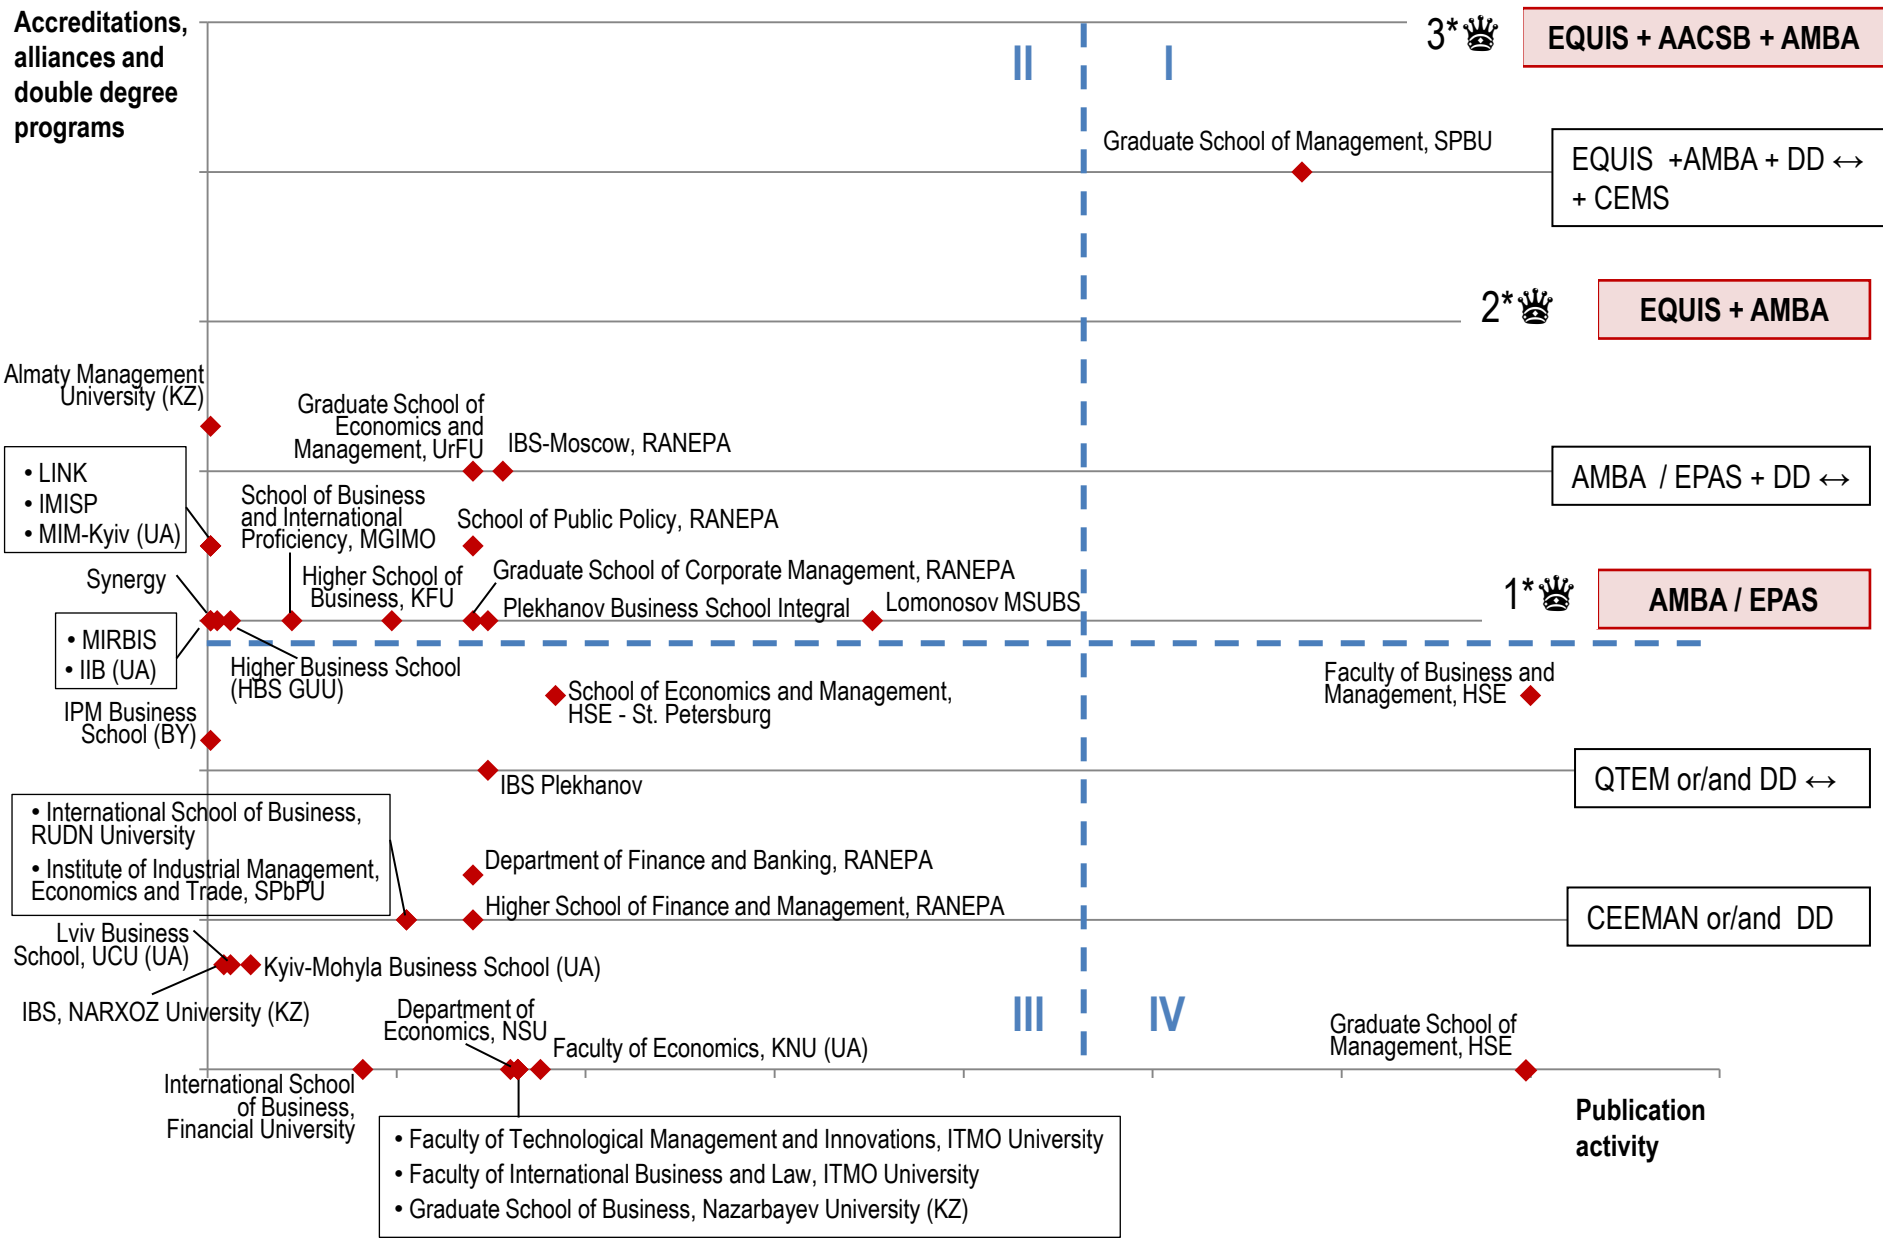 Accreditations,
alliances and
double degree
programs
II
I
3*♛
EQUIS + AACSB + AMBA
Graduate School of Management, SPBU
EQUIS +AMBA + DD ↔
+ CEMS
2*♛
EQUIS + AMBA
Almaty Management
University (KZ)
Graduate School of
Economics and
Management, UrFU
IBS-Moscow, RANEPA
AMBA / EPAS + DD ↔
• LINK
• IMISP
• MIM-Kyiv (UA)
School of Business
and International
Proficiency, MGIMO
School of Public Policy, RANEPA
Synergy
Higher School of
Business, KFU
Graduate School of Corporate Management, RANEPA
Plekhanov Business School Integral
Lomonosov MSUBS
1*♛
AMBA / EPAS
• MIRBIS
• IIB (UA)
Higher Business School
(HBS GUU)
School of Economics and Management,
HSE - St. Petersburg
Faculty of Business and
Management, HSE
IPM Business
School (BY)
IBS Plekhanov
QTEM or/and DD ↔
• International School of Business,
RUDN University
• Institute of Industrial Management,
Economics and Trade, SPbPU
Department of Finance and Banking, RANEPA
Higher School of Finance and Management, RANEPA
CEEMAN or/and DD
Lviv Business
School, UCU (UA)
Kyiv-Mohyla Business School (UA)
IBS, NARXOZ University (KZ)
Department of
Economics, NSU
Faculty of Economics, KNU (UA)
III
IV
Graduate School of
Management, HSE
International School
of Business,
Financial University
Publication
activity
• Faculty of Technological Management and Innovations, ITMO University
• Faculty of International Business and Law, ITMO University
• Graduate School of Business, Nazarbayev University (KZ)